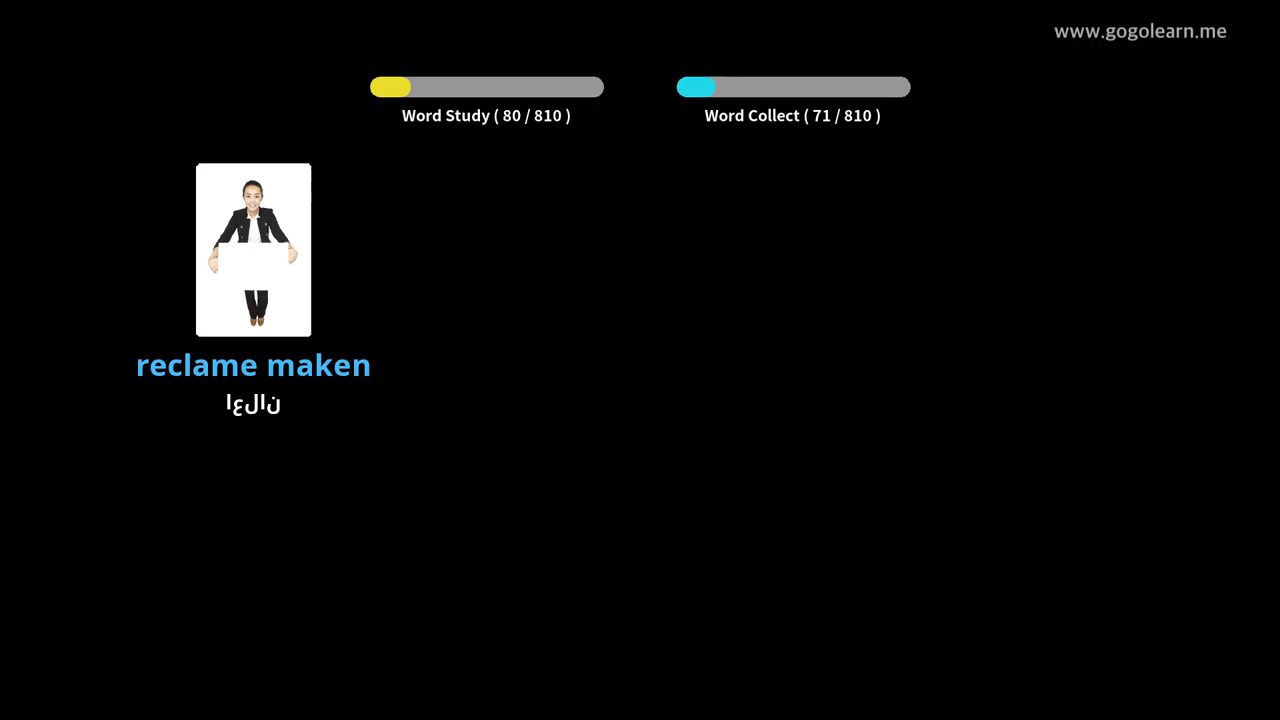 www.gogolearn.me
Word Study ( 80 / 810 )
Word Collect ( 71 / 810 )
reclame maken
اعلان